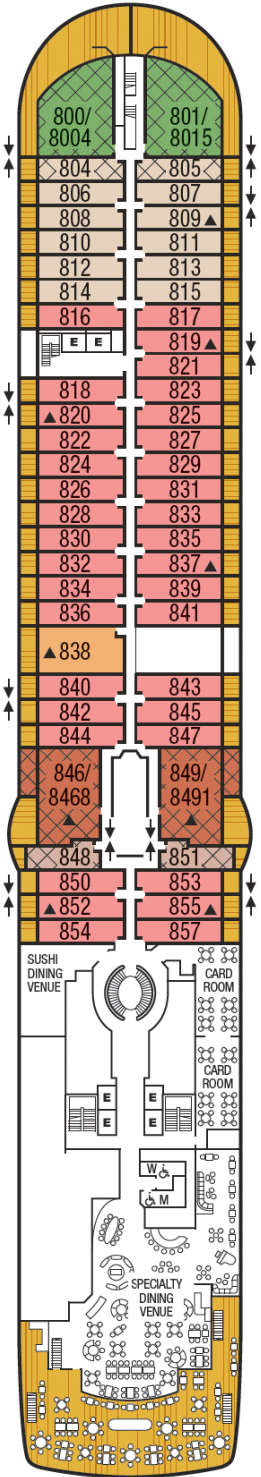 800/ 801/
8004 8015
804 805
806 807
808 809
810 811
812 813
814 815
816 817
E E 819
821
818 823
820 825
822 827
824 829
826 831
828 833
830 835
832 837
834 839
836 841
838
840 843
842 845
844 847
846/ 849/
8468 8491
848 851
850 853
852 855
854 857
SUSHI
DINING
VENUE
CARD
ROOM
CARD
ROOM
E E
E E
W
M
SPECIALTY
DINING
VENUE